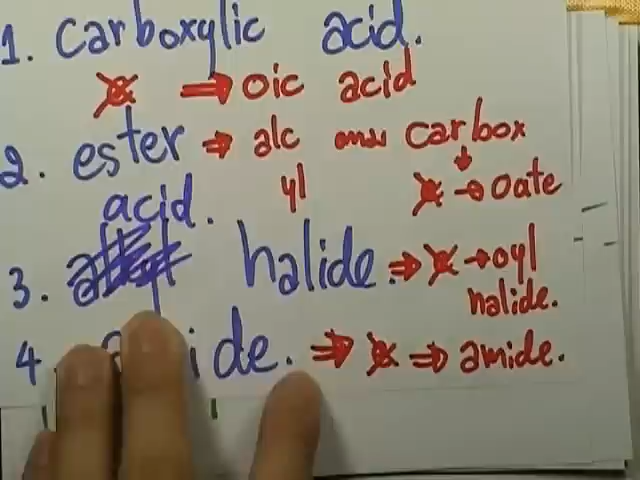 1. carboxylic acid.
⇒ oic acid
2. ester ⇒ alc carbox
yl → oate
acid.
3. halide. ⇒ → oyl
halide.
4 ide. ⇒ ⇒ amide.